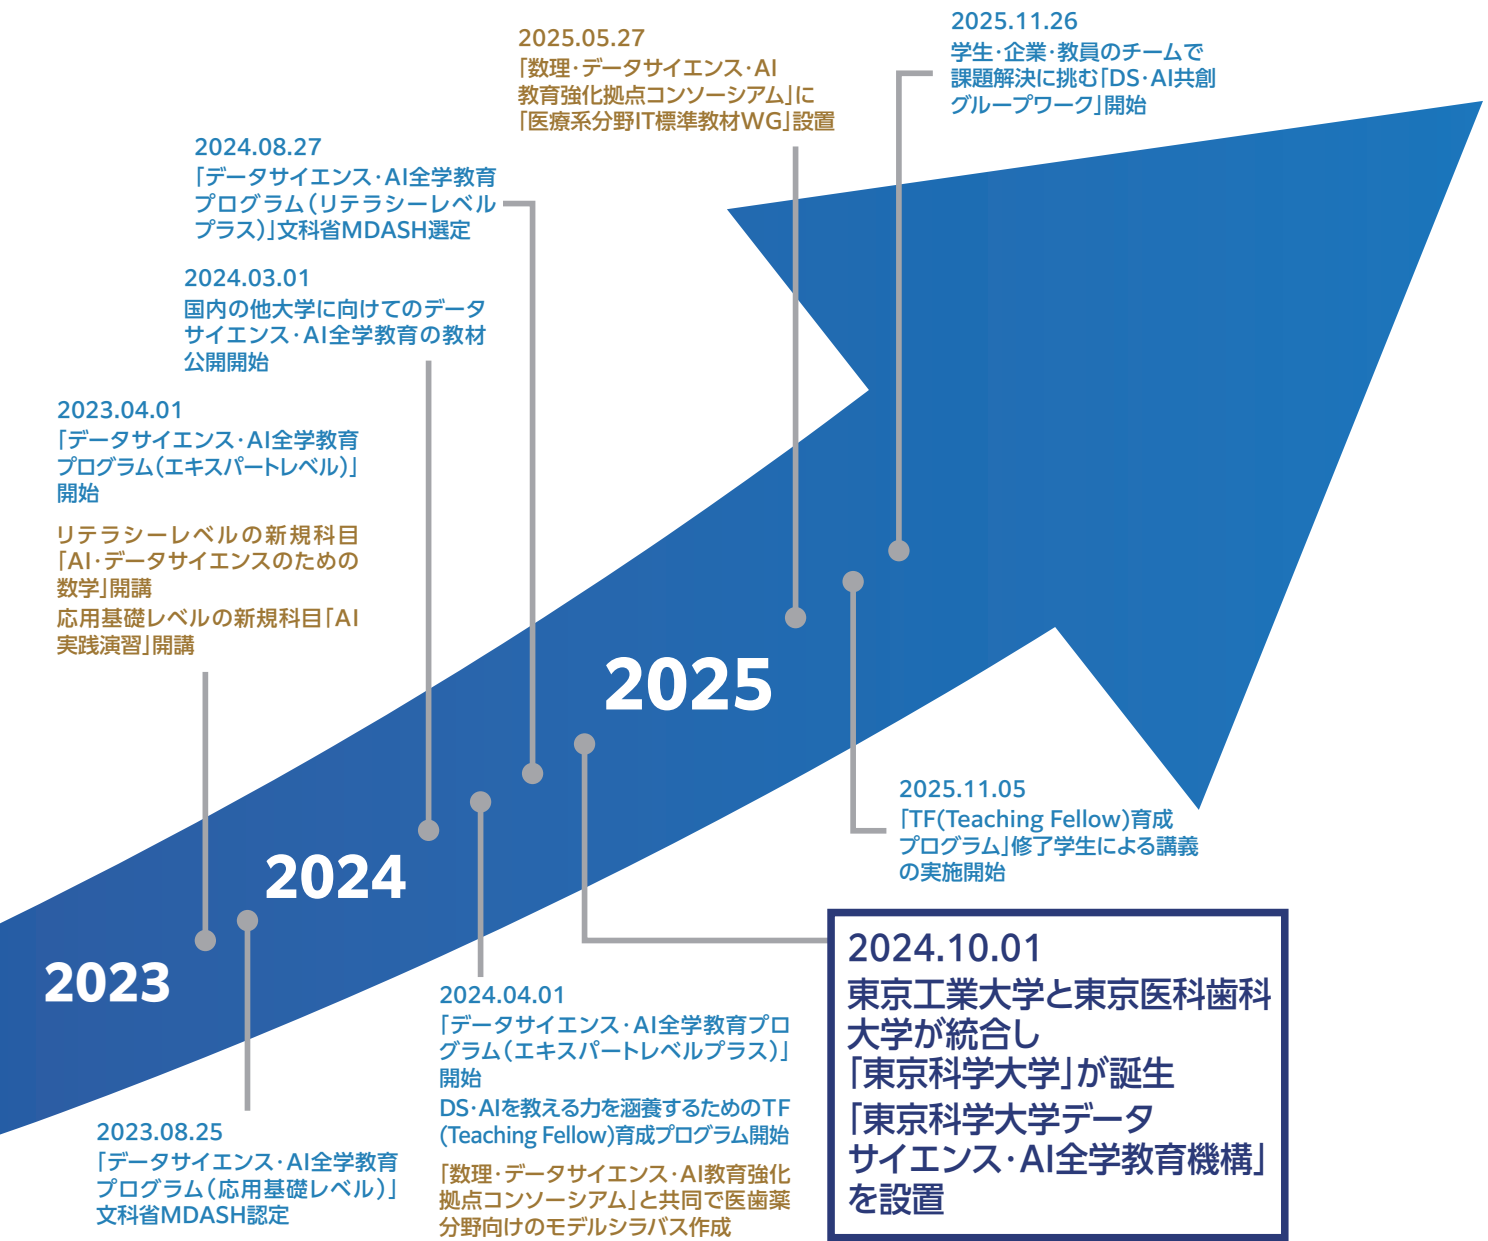 2025.11.26
学生・企業・教員のチームで
課題解決に挑む「DS・AI共創
グループワーク」開始
2025.05.27
「数理・データサイエンス・AI
教育強化拠点コンソーシアム」に
「医療系分野IT標準教材WG」設置
2024.08.27
「データサイエンス・AI全学教育
プログラム（リテラシーレベル
プラス）」文科省MDASH選定
2024.03.01
国内の他大学に向けてのデータ
サイエンス・AI全学教育の教材
公開開始
2023.04.01
「データサイエンス・AI全学教育
プログラム（エキスパートレベル）」
開始
リテラシーレベルの新規科目
「AI・データサイエンスのための
数学」開講
応用基礎レベルの新規科目「AI
実践演習」開講
2025
2024
2023
2025.11.05
「TF(Teaching Fellow)育成
プログラム」修了学生による講義
の実施開始
2024.10.01
東京工業大学と東京医科歯科
大学が統合し
「東京科学大学」が誕生
「東京科学大学データ
サイエンス・AI全学教育機構」
を設置
2024.04.01
「データサイエンス・AI全学教育プロ
グラム（エキスパートレベルプラス）」
開始
DS・AIを教える力を涵養するためのTF
(Teaching Fellow)育成プログラム開始
「数理・データサイエンス・AI教育強化
拠点コンソーシアム」と共同で医歯薬
分野向けのモデルシラバス作成
2023.08.25
「データサイエンス・AI全学教育
プログラム（応用基礎レベル）」
文科省MDASH認定